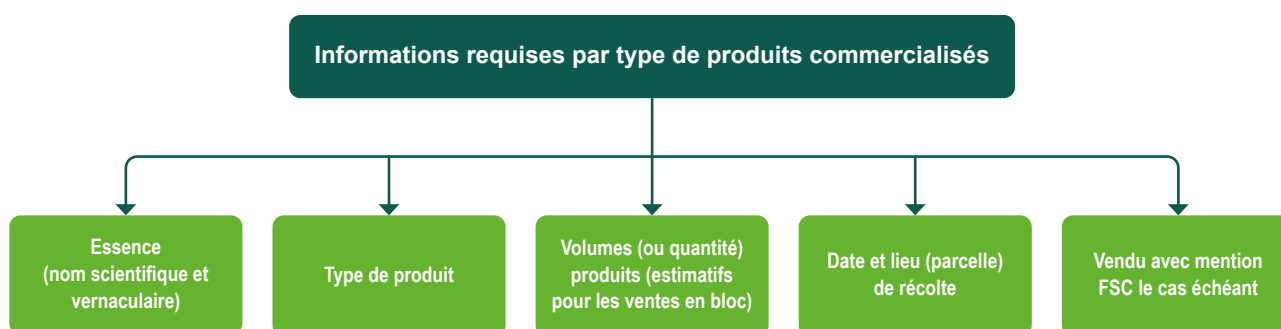 Informations requises par type de produits commercialisés
Essence
(nom scientifique et
vernaculaire)
Type de produit
Volumes (ou quantité)
produits (estimatifs
pour les ventes en bloc)
Date et lieu (parcelle)
de récolte
Vendu avec mention
FSC le cas échéant